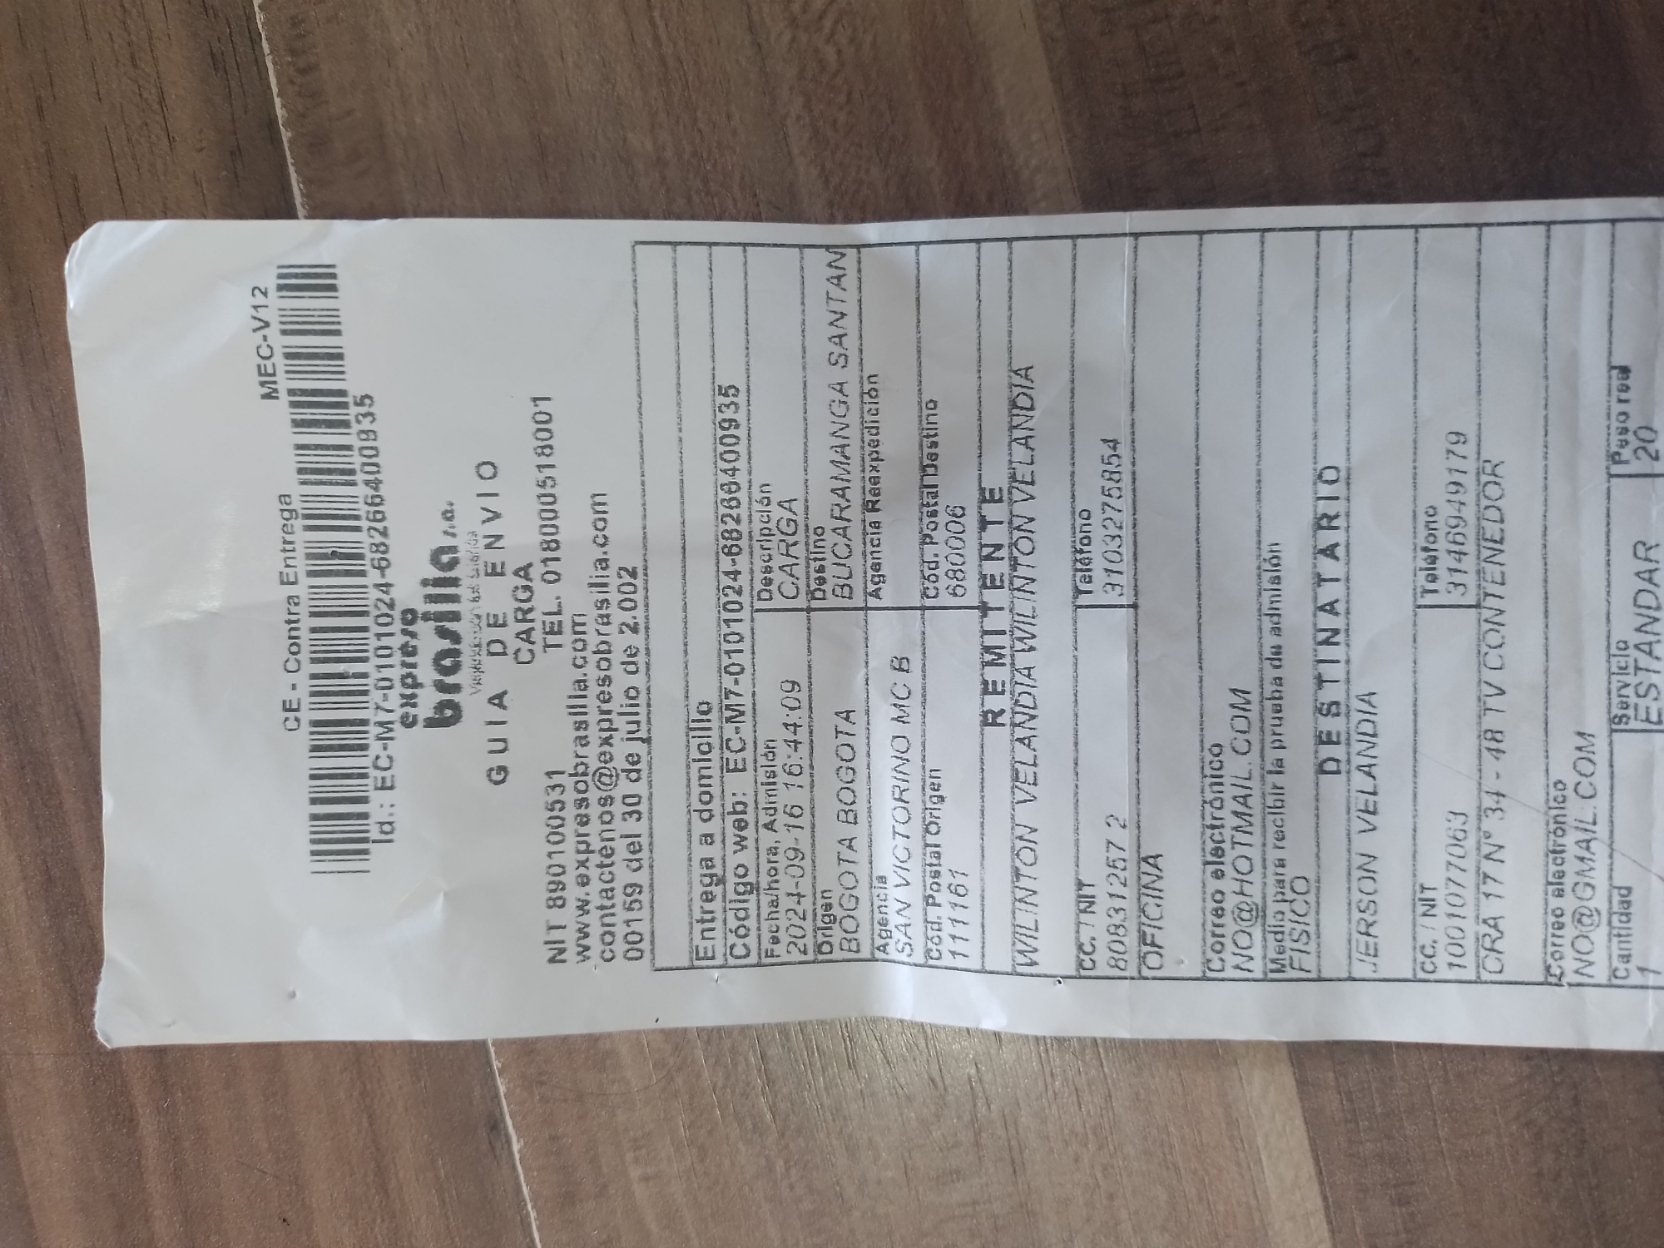 MEC-V12
CE - Contra Entrega
Id.: EC-M7-0101024-68266400935
expreso
brasilia s.a.
GUIA DE ENVIO
CARGA
NIT 8901000531 TEL. 018000518001
www.expresobrasilia.com
contactenos@expresobrasilia.com
00159 del 30 de julio de 2.002
Entrega a domicilio
Código web: EC-M7-0101024-68266400935
Fecha/hora, Admisión Descripción
2024-09-16 16:44:09 CARGA
Origen Destino
BOGOTA BOGOTA BUCARAMANGA SANTAN
Agencia Agencia Reexpedición
SAN VICTORINO MC B
Cód. Postal Origen Cód. Postal Destino
111161 680006
REMITENTE
WILINTON VELANDIA WILINTON VELANDIA
CC. / NIT Teléfono
808312572 3103275854
OFICINA
Correo electrónico
NO@HOTMAIL.COM
Medio para recibir la prueba de admisión
FISICO
DESTINATARIO
JERSON VELANDIA
CC. / NIT Teléfono
1001077063 3146949179
CRA 17 N° 34 - 48 TV CONTENEDOR
Correo electrónico
NO@GMAIL.COM
Cantidad Servicio Peso real
1 ESTANDAR 20